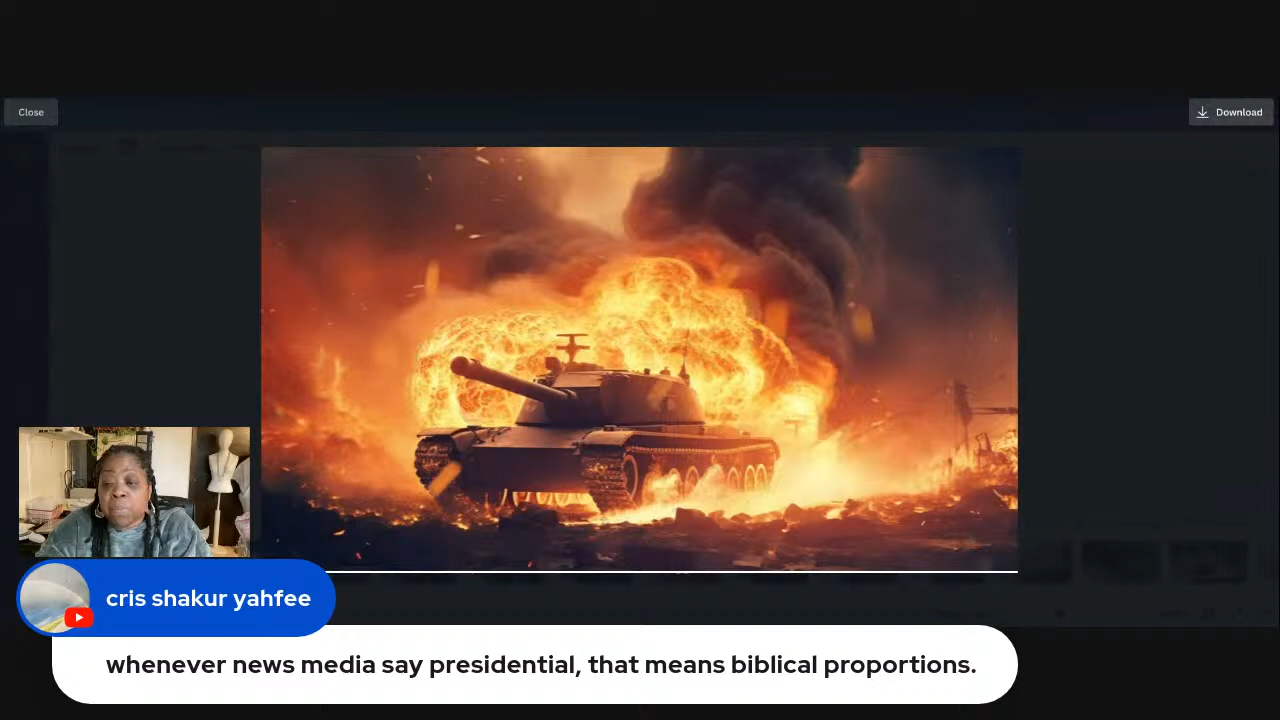 Close
Download
cris shakur yahfee
whenever news media say presidential, that means biblical proportions.